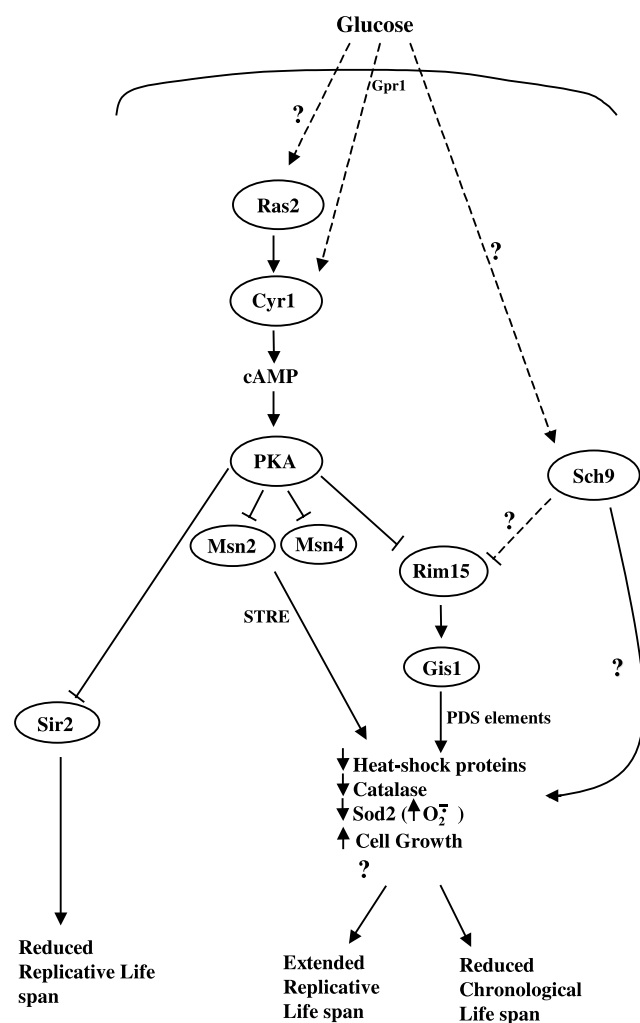 Glucose
Gpr1
?
Ras2
?
Cyr1
cAMP
PKA
Sch9
?
Msn2
Msn4
Rim15
STRE
Gis1
?
Sir2
PDS elements
↓ Heat-shock proteins
↓ Catalase
↓ Sod2 (↑ O₂•̄ )
↑ Cell Growth
?
Reduced
Replicative Life
span
Extended
Replicative
Life span
Reduced
Chronological
Life span